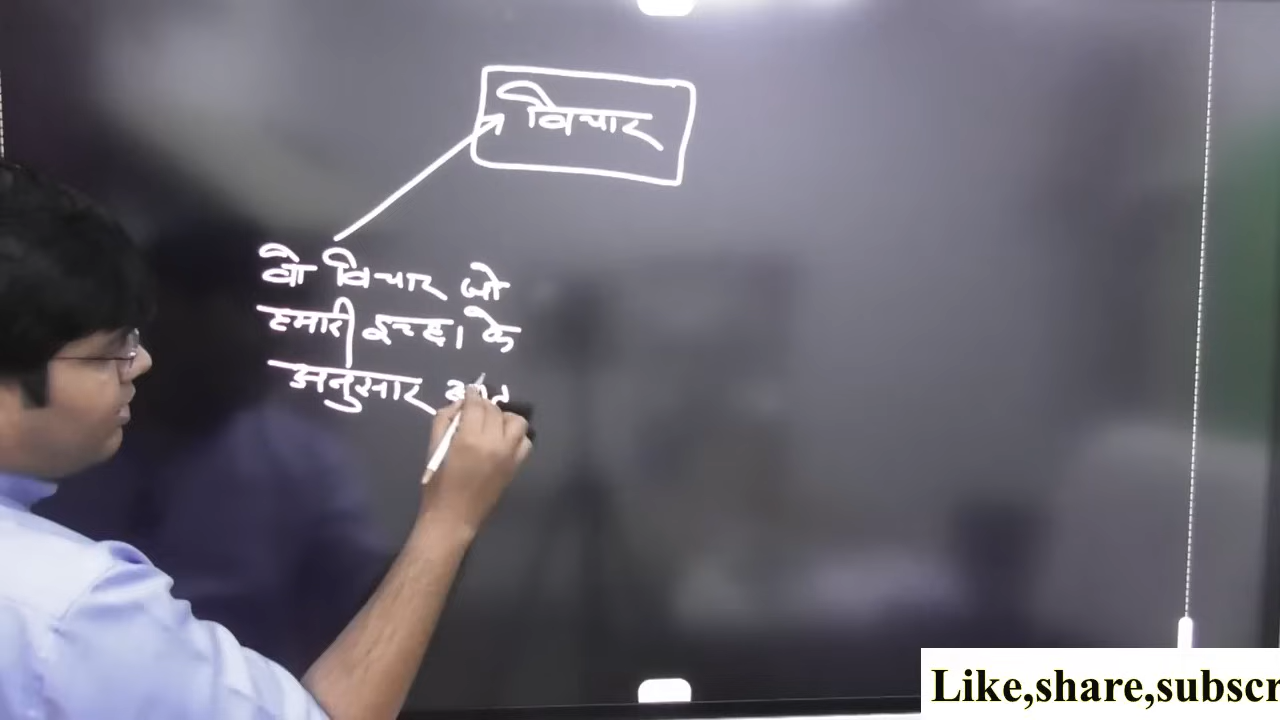 विचार
वो विचार जो
हमारी इच्छा के
अनुसार
Like,share,subscr